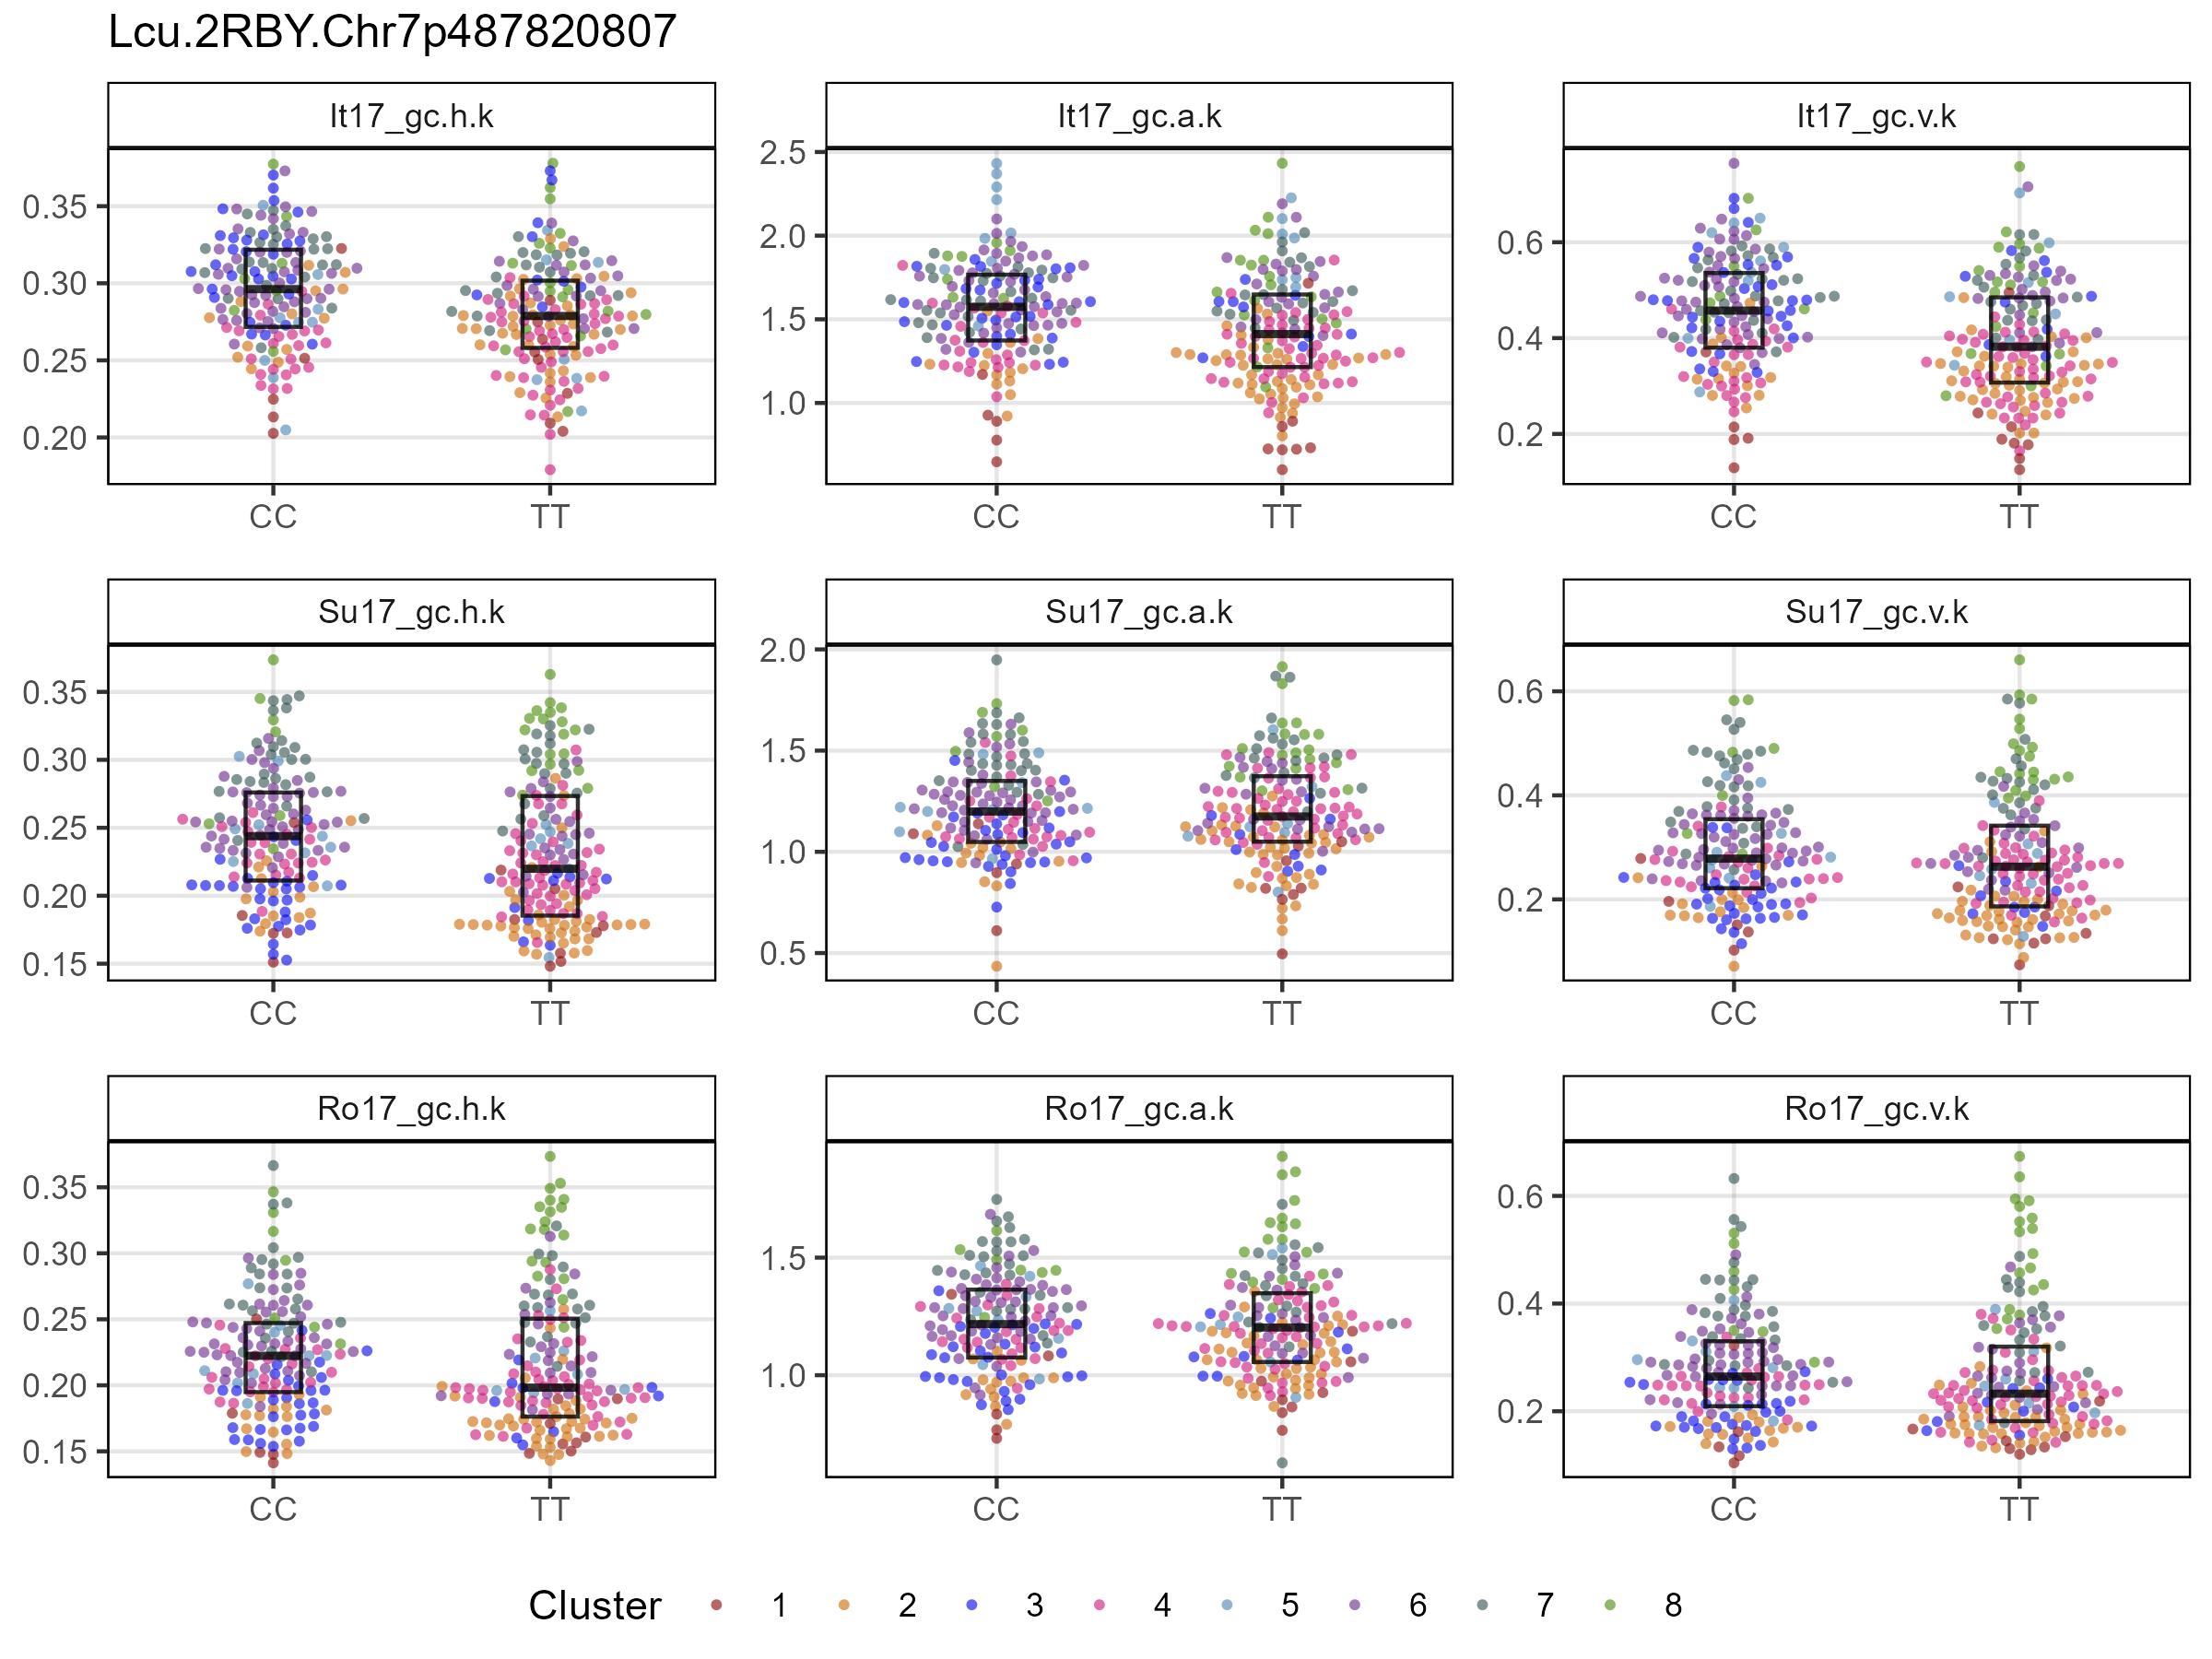 Lcu.2RBY.Chr7p487820807
It17_gc.h.k
0.35
0.30
0.25
0.20
CC TT
It17_gc.a.k
2.5
2.0
1.5
1.0
CC TT
It17_gc.v.k
0.6
0.4
0.2
CC TT
Su17_gc.h.k
0.35
0.30
0.25
0.20
0.15
CC TT
Su17_gc.a.k
2.0
1.5
1.0
0.5
CC TT
Su17_gc.v.k
0.6
0.4
0.2
CC TT
Ro17_gc.h.k
0.35
0.30
0.25
0.20
0.15
CC TT
Ro17_gc.a.k
1.5
1.0
CC TT
Ro17_gc.v.k
0.6
0.4
0.2
CC TT
Cluster 1 2 3 4 5 6 7 8